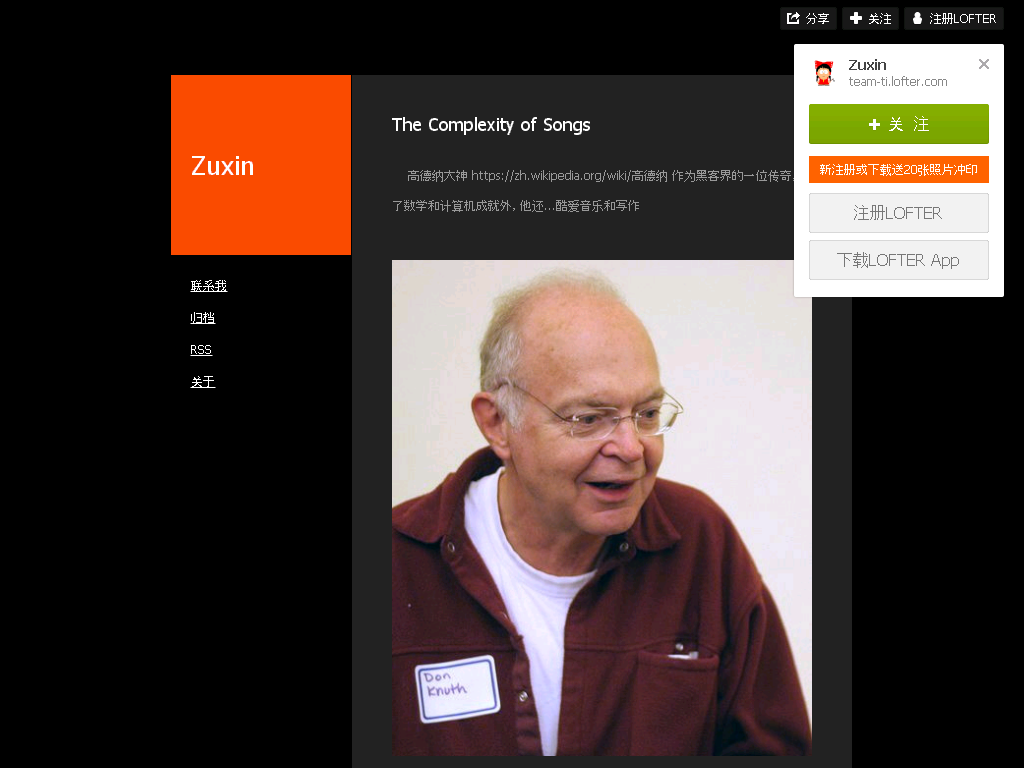 分享
关注
注册LOFTER
Zuxin
team-ti.lofter.com
关 注
新注册或下载送20张照片冲印
注册LOFTER
下载LOFTER App
Zuxin
联系我
归档
RSS
关于
The Complexity of Songs
高德纳大神 https://zh.wikipedia.org/wiki/高德纳 作为黑客界的一位传奇,
了数学和计算机成就外, 他还...酷爱音乐和写作
Don
Knuth